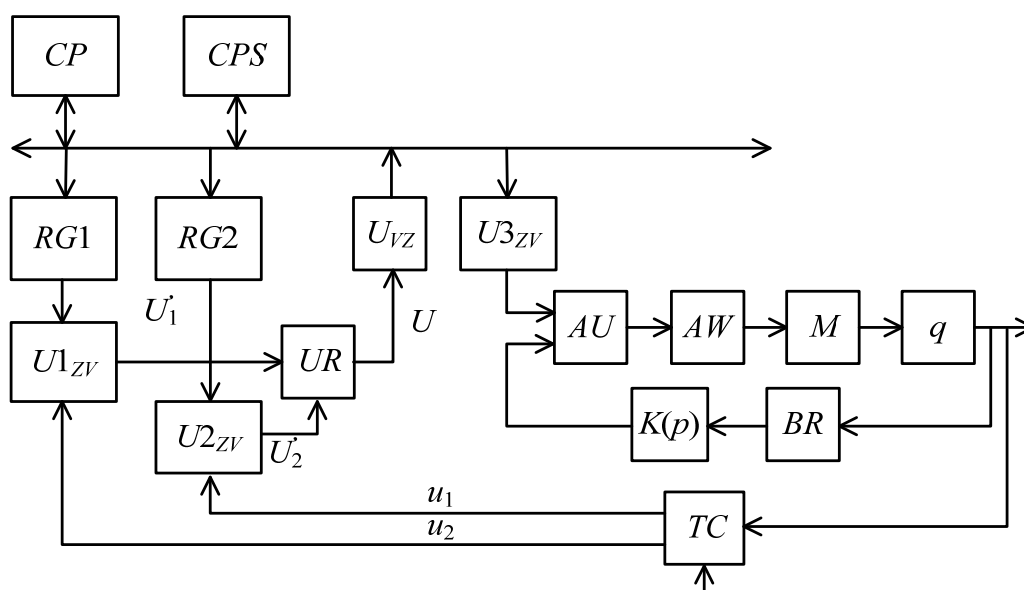 CP CPS
RG1 RG2 U_VZ U3_ZV
U'_1 U
U1_ZV UR AU AW M q
U2_ZV U'_2 K(p) BR
u_1
u_2 TC